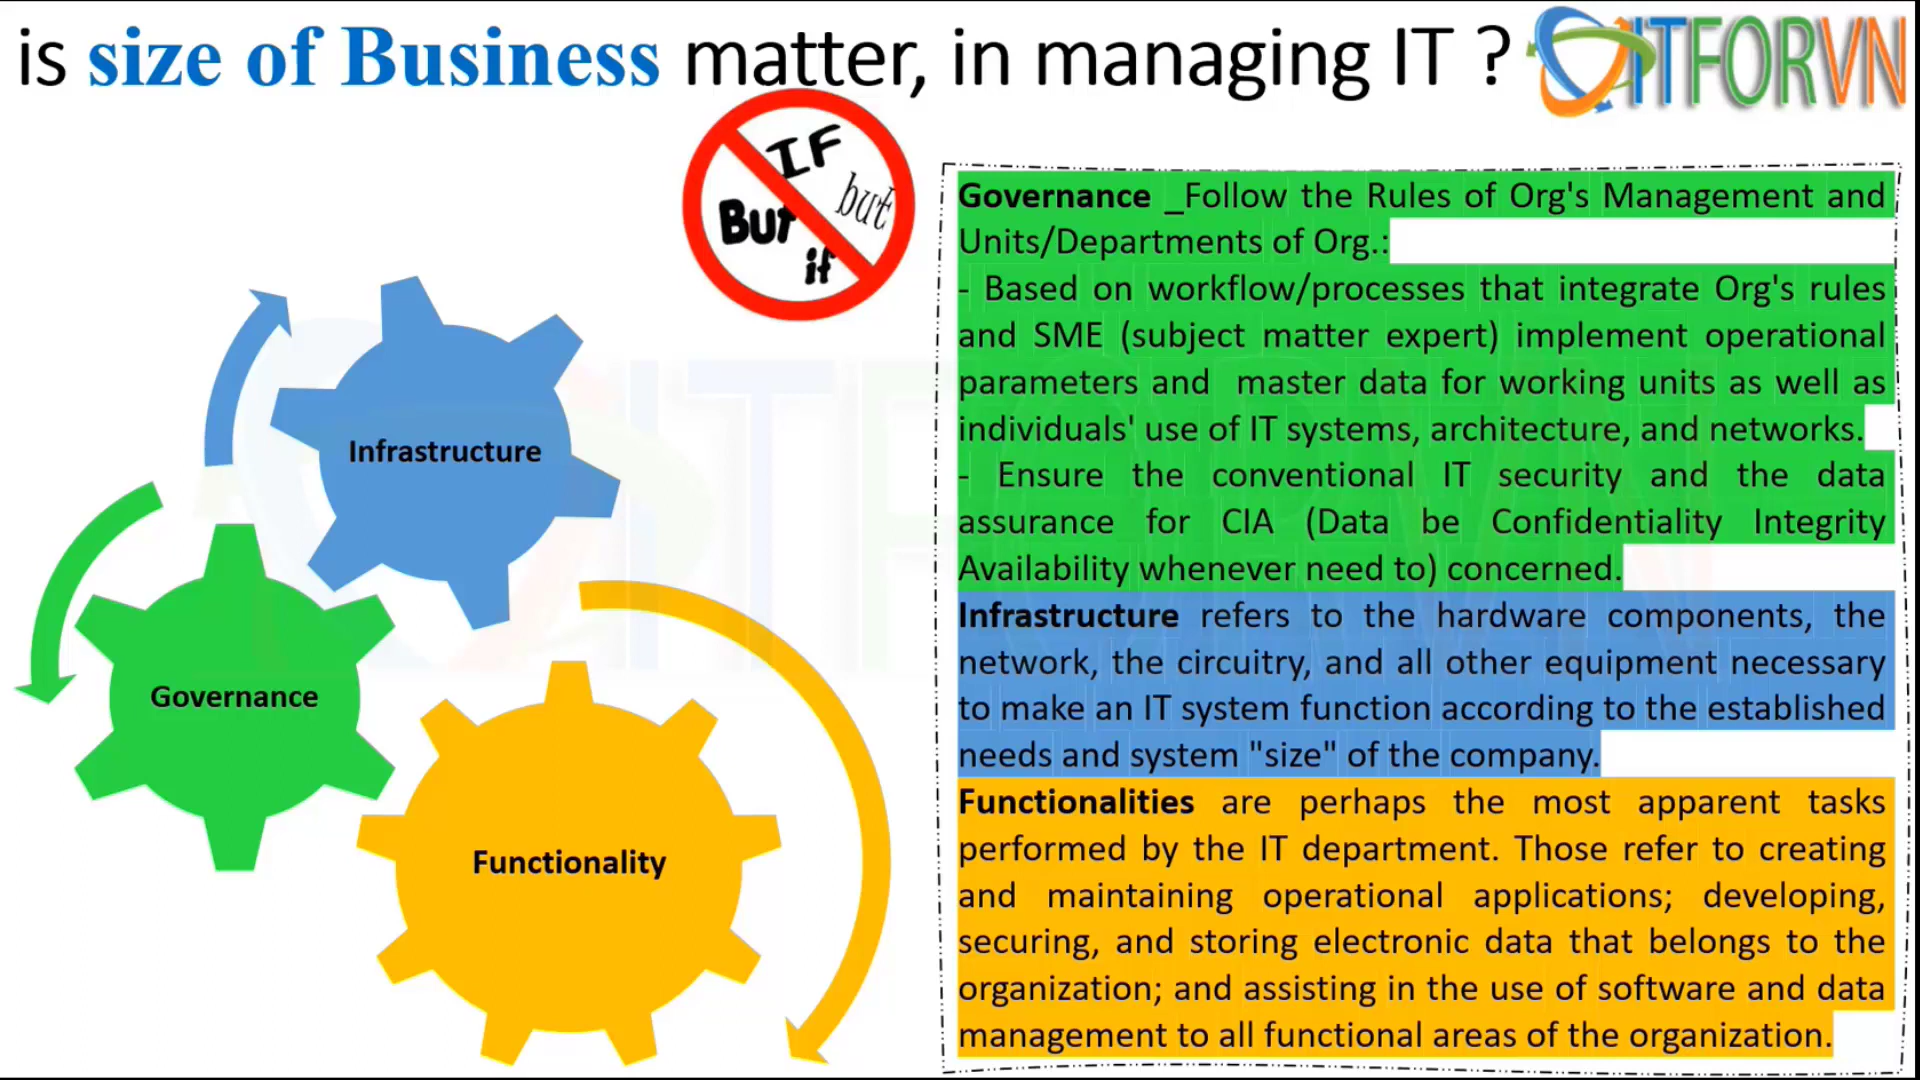 is size of Business matter, in managing IT ?
ITFORVN
IF
but
But
if
Infrastructure
Governance
Functionality
Governance _Follow the Rules of Org's Management and
Units/Departments of Org.:
- Based on workflow/processes that integrate Org's rules
and SME (subject matter expert) implement operational
parameters and master data for working units as well as
individuals' use of IT systems, architecture, and networks.
- Ensure the conventional IT security and the data
assurance for CIA (Data be Confidentiality Integrity
Availability whenever need to) concerned.
Infrastructure refers to the hardware components, the
network, the circuitry, and all other equipment necessary
to make an IT system function according to the established
needs and system "size" of the company.
Functionalities are perhaps the most apparent tasks
performed by the IT department. Those refer to creating
and maintaining operational applications; developing,
securing, and storing electronic data that belongs to the
organization; and assisting in the use of software and data
management to all functional areas of the organization.